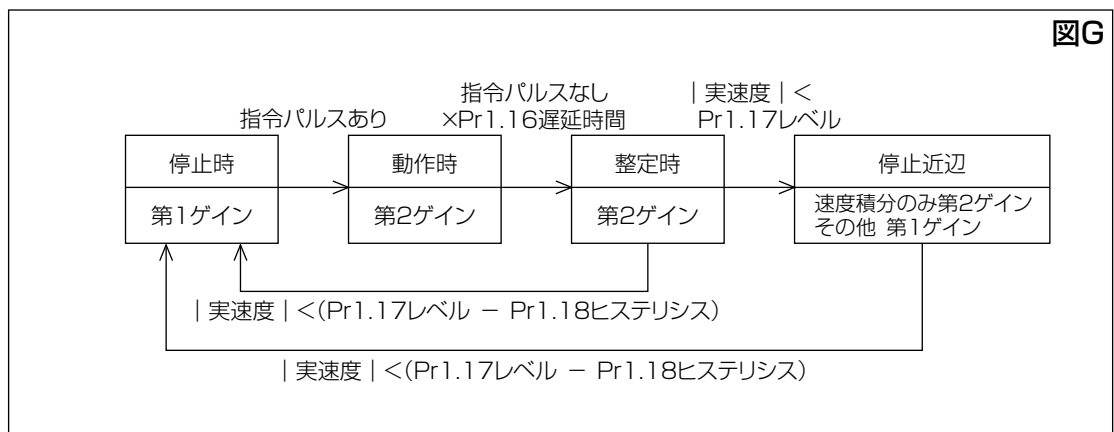 図G
指令パルスあり
指令パルスなし
×Pr1.16遅延時間
|実速度|<
Pr1.17レベル
停止時
第1ゲイン
動作時
第2ゲイン
整定時
第2ゲイン
停止近辺
速度積分のみ第2ゲイン
その他 第1ゲイン
|実速度|<(Pr1.17レベル － Pr1.18ヒステリシス)
|実速度|<(Pr1.17レベル － Pr1.18ヒステリシス)